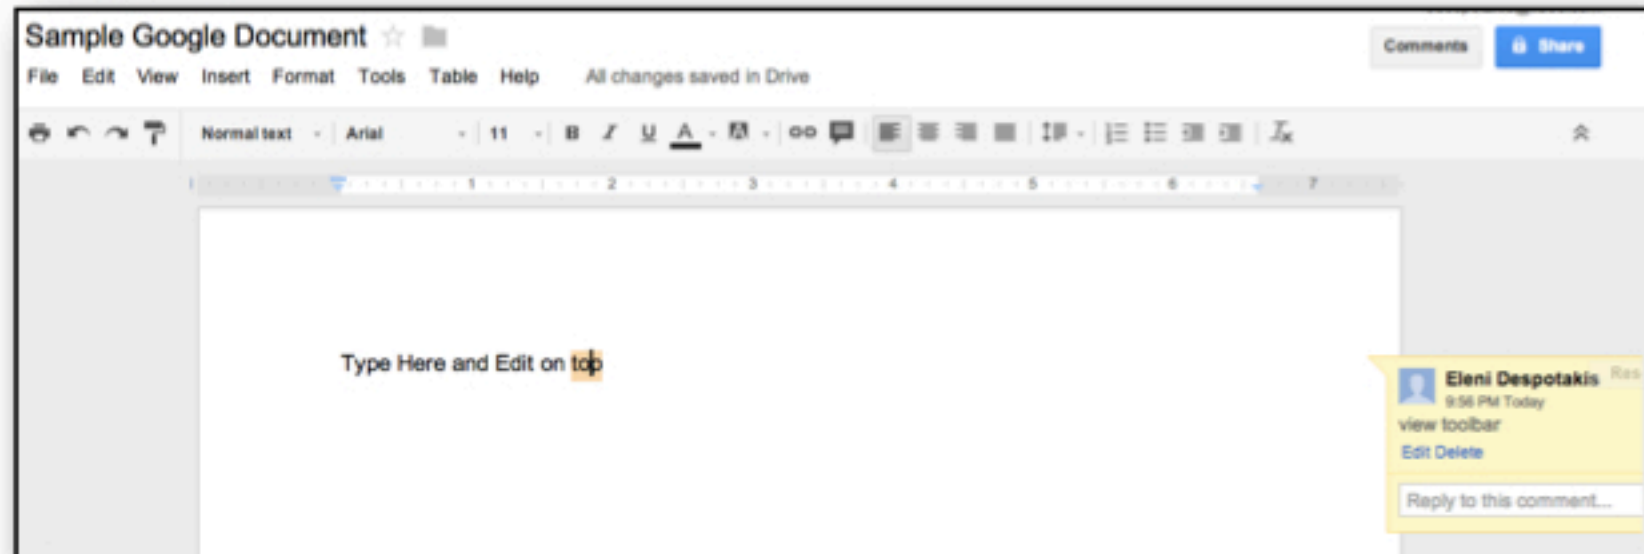 Sample Google Document
Comments
Share
File Edit View Insert Format Tools Table Help All changes saved in Drive
Normal text Arial 11 B I U A A
1 2 3 4 5 6 7
Type Here and Edit on top
Eleni Despotakis Res
9:56 PM Today
view toolbar
Edit Delete
Reply to this comment...